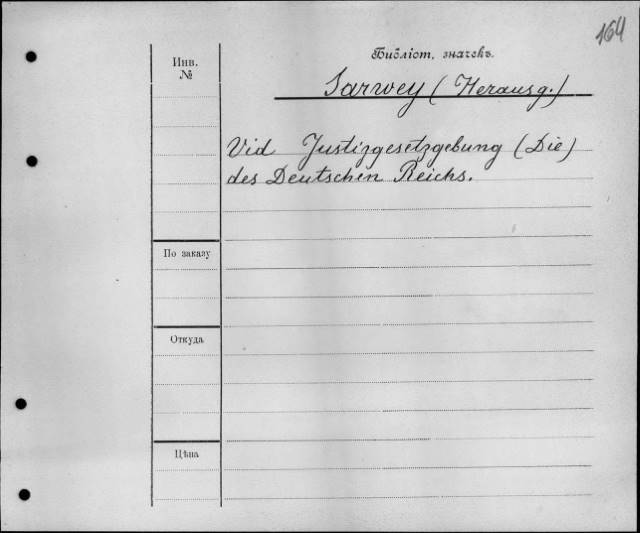 164
Библіот. значекъ.
Инв.
№
Sarwey (Herausg.)
Vid Justizgesetzgebung (Die)
des Deutschen Reichs.
По заказу
Откуда
Цѣна